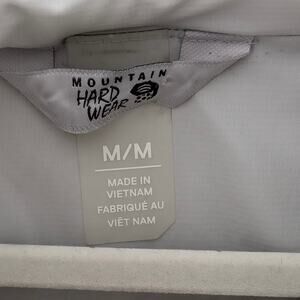 MOUNTAIN
HARD
WEAR
M/M
MADE IN
VIETNAM
FABRIQUÉ AU
VIÊT NAM